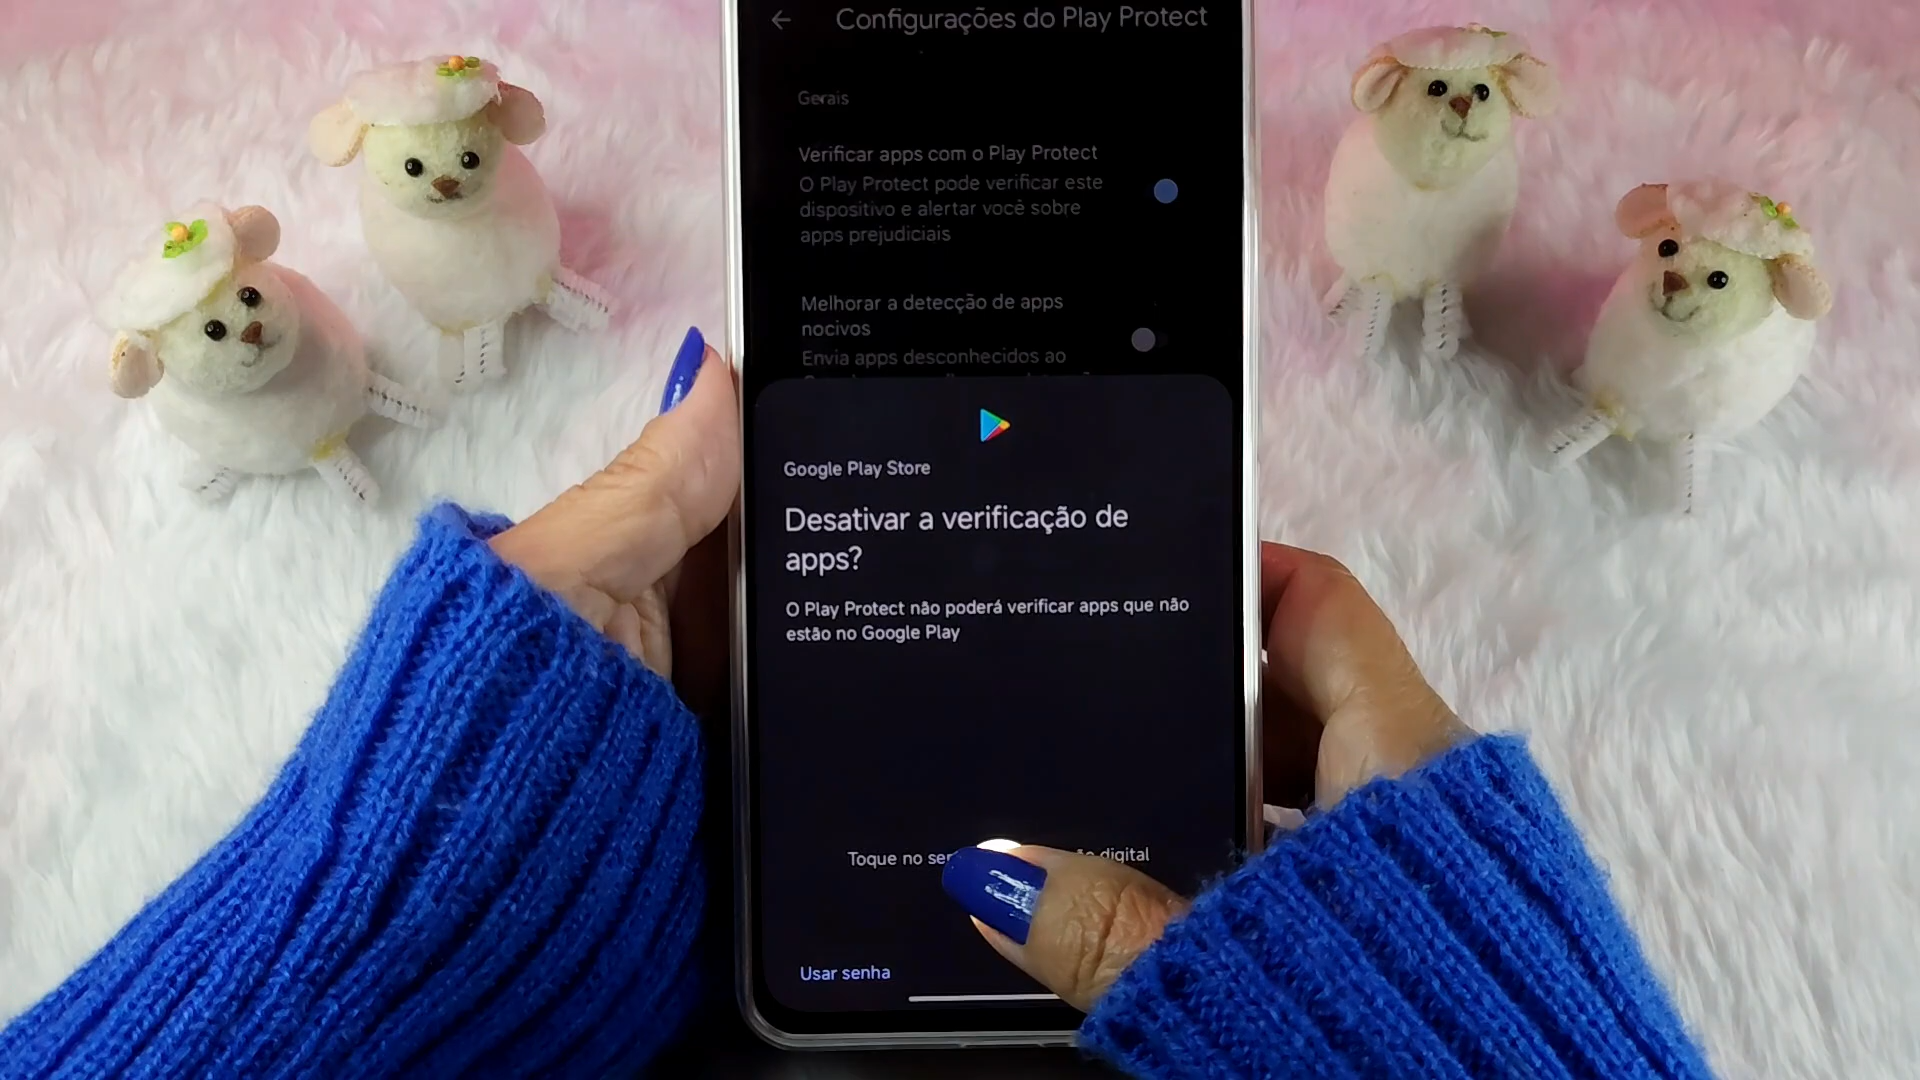 Configurações do Play Protect
Gerais
Verificar apps com o Play Protect
O Play Protect pode verificar este
dispositivo e alertar você sobre
apps prejudiciais
Melhorar a detecção de apps
nocivos
Envia apps desconhecidos ao
Google Play Store
Desativar a verificação de
apps?
O Play Protect não poderá verificar apps que não
estão no Google Play
Toque no digital
Usar senha